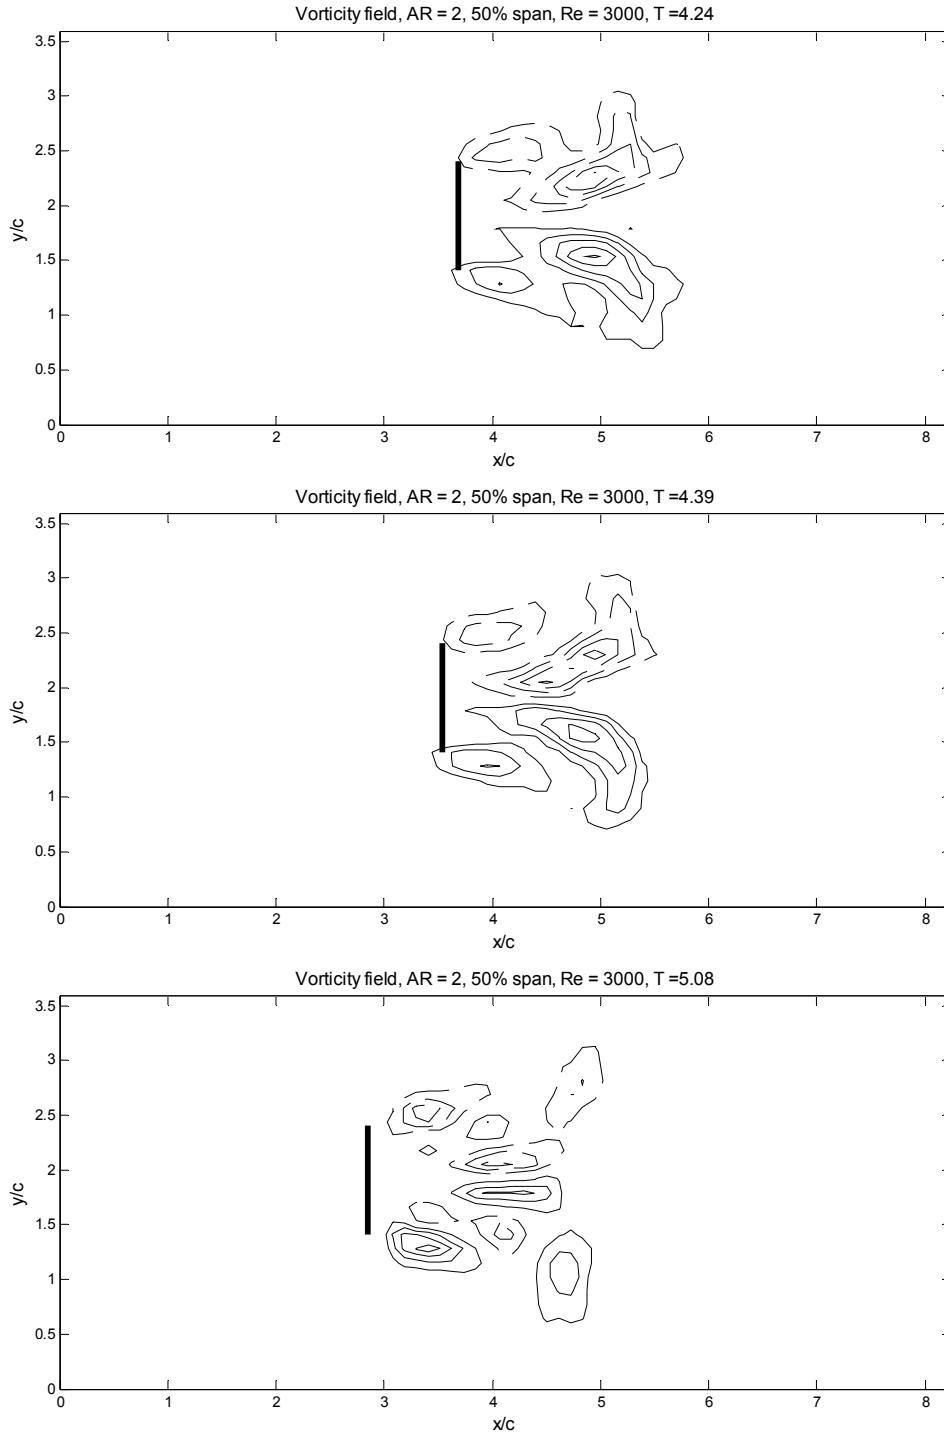 Vorticity field, AR = 2, 50% span, Re = 3000, T =4.24
3.5
3
2.5
2
1.5
1
0.5
0
y/c
0 1 2 3 4 5 6 7 8
x/c
Vorticity field, AR = 2, 50% span, Re = 3000, T =4.39
3.5
3
2.5
2
1.5
1
0.5
0
y/c
0 1 2 3 4 5 6 7 8
x/c
Vorticity field, AR = 2, 50% span, Re = 3000, T =5.08
3.5
3
2.5
2
1.5
1
0.5
0
y/c
0 1 2 3 4 5 6 7 8
x/c